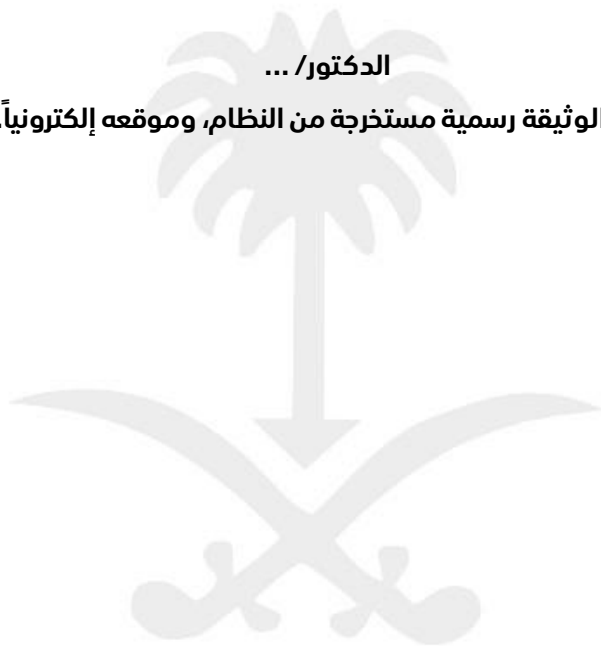 الدكتور/ ...
الوثيقة رسمية مستخرجة من النظام، وموقعه إلكترونياً.